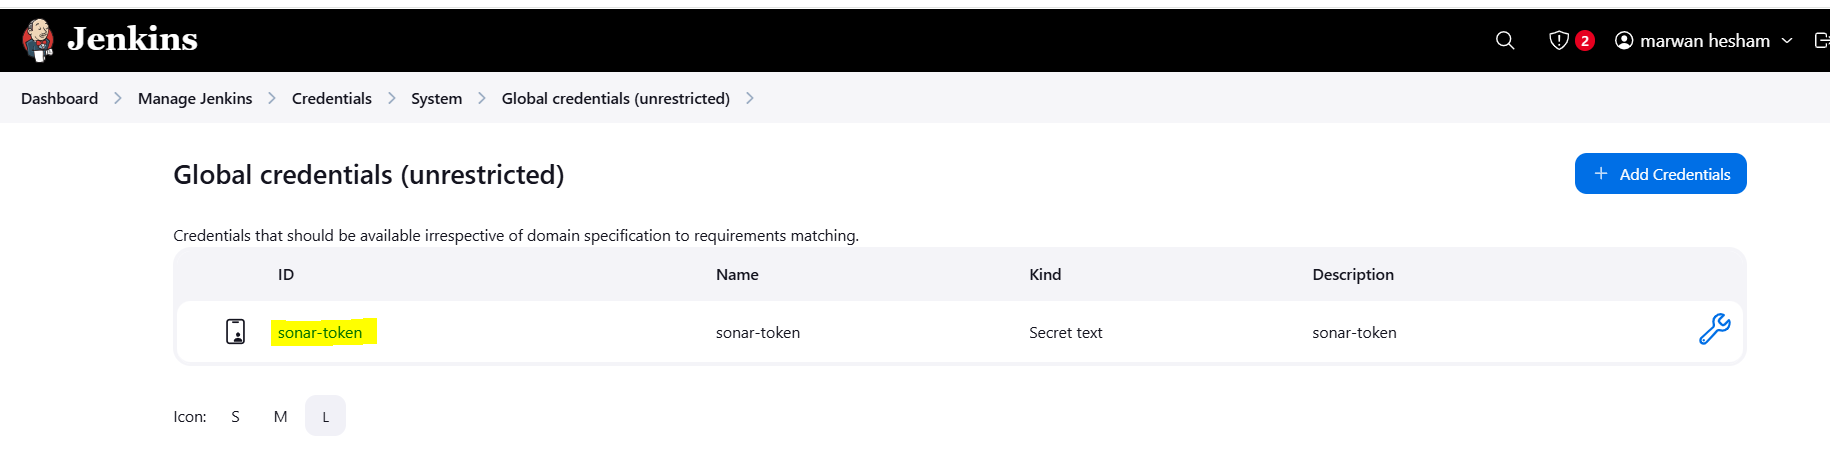 Jenkins
2
marwan hesham
Dashboard
Manage Jenkins
Credentials
System
Global credentials (unrestricted)
Global credentials (unrestricted)
Add Credentials
Credentials that should be available irrespective of domain specification to requirements matching.
ID Name Kind Description
sonar-token sonar-token Secret text sonar-token
Icon: S M L